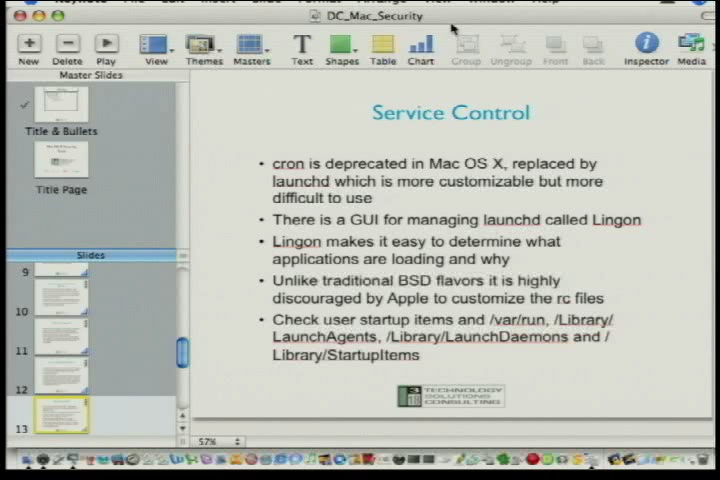 DC_Mac_Security
New Delete Play View Themes Masters Text Shapes Table Chart Group Ungroup Front Back Inspector Media
Master Slides
Title & Bullets
Title Page
Slides
9
10
11
12
13
Service Control
• cron is deprecated in Mac OS X, replaced by
launchd which is more customizable but more
difficult to use
• There is a GUI for managing launchd called Lingon
• Lingon makes it easy to determine what
applications are loading and why
• Unlike traditional BSD flavors it is highly
discouraged by Apple to customize the rc files
• Check user startup items and /var/run, /Library/
LaunchAgents, /Library/LaunchDaemons and /
Library/StartupItems
318
TECHNOLOGY
SOLUTIONS
CONSULTING
57%